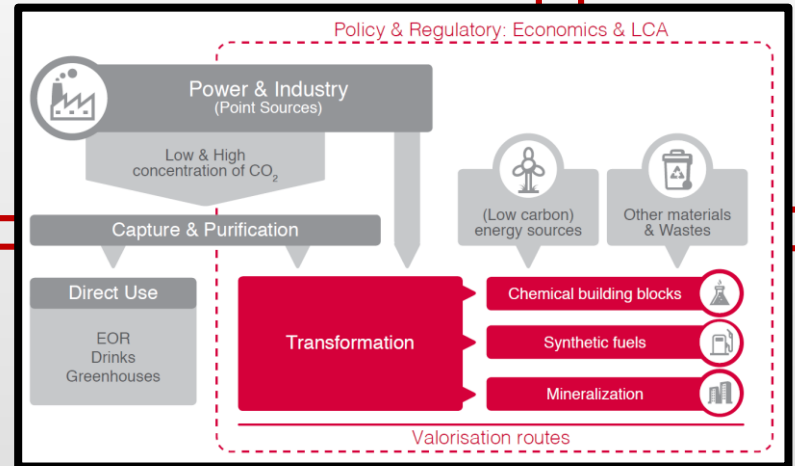 Policy & Regulatory: Economics & LCA
Power & Industry
(Point Sources)
Low & High
concentration of CO₂
Capture & Purification
(Low carbon)
energy sources
Other materials
& Wastes
Direct Use
EOR
Drinks
Greenhouses
Transformation
Chemical building blocks
Synthetic fuels
Mineralization
Valorisation routes